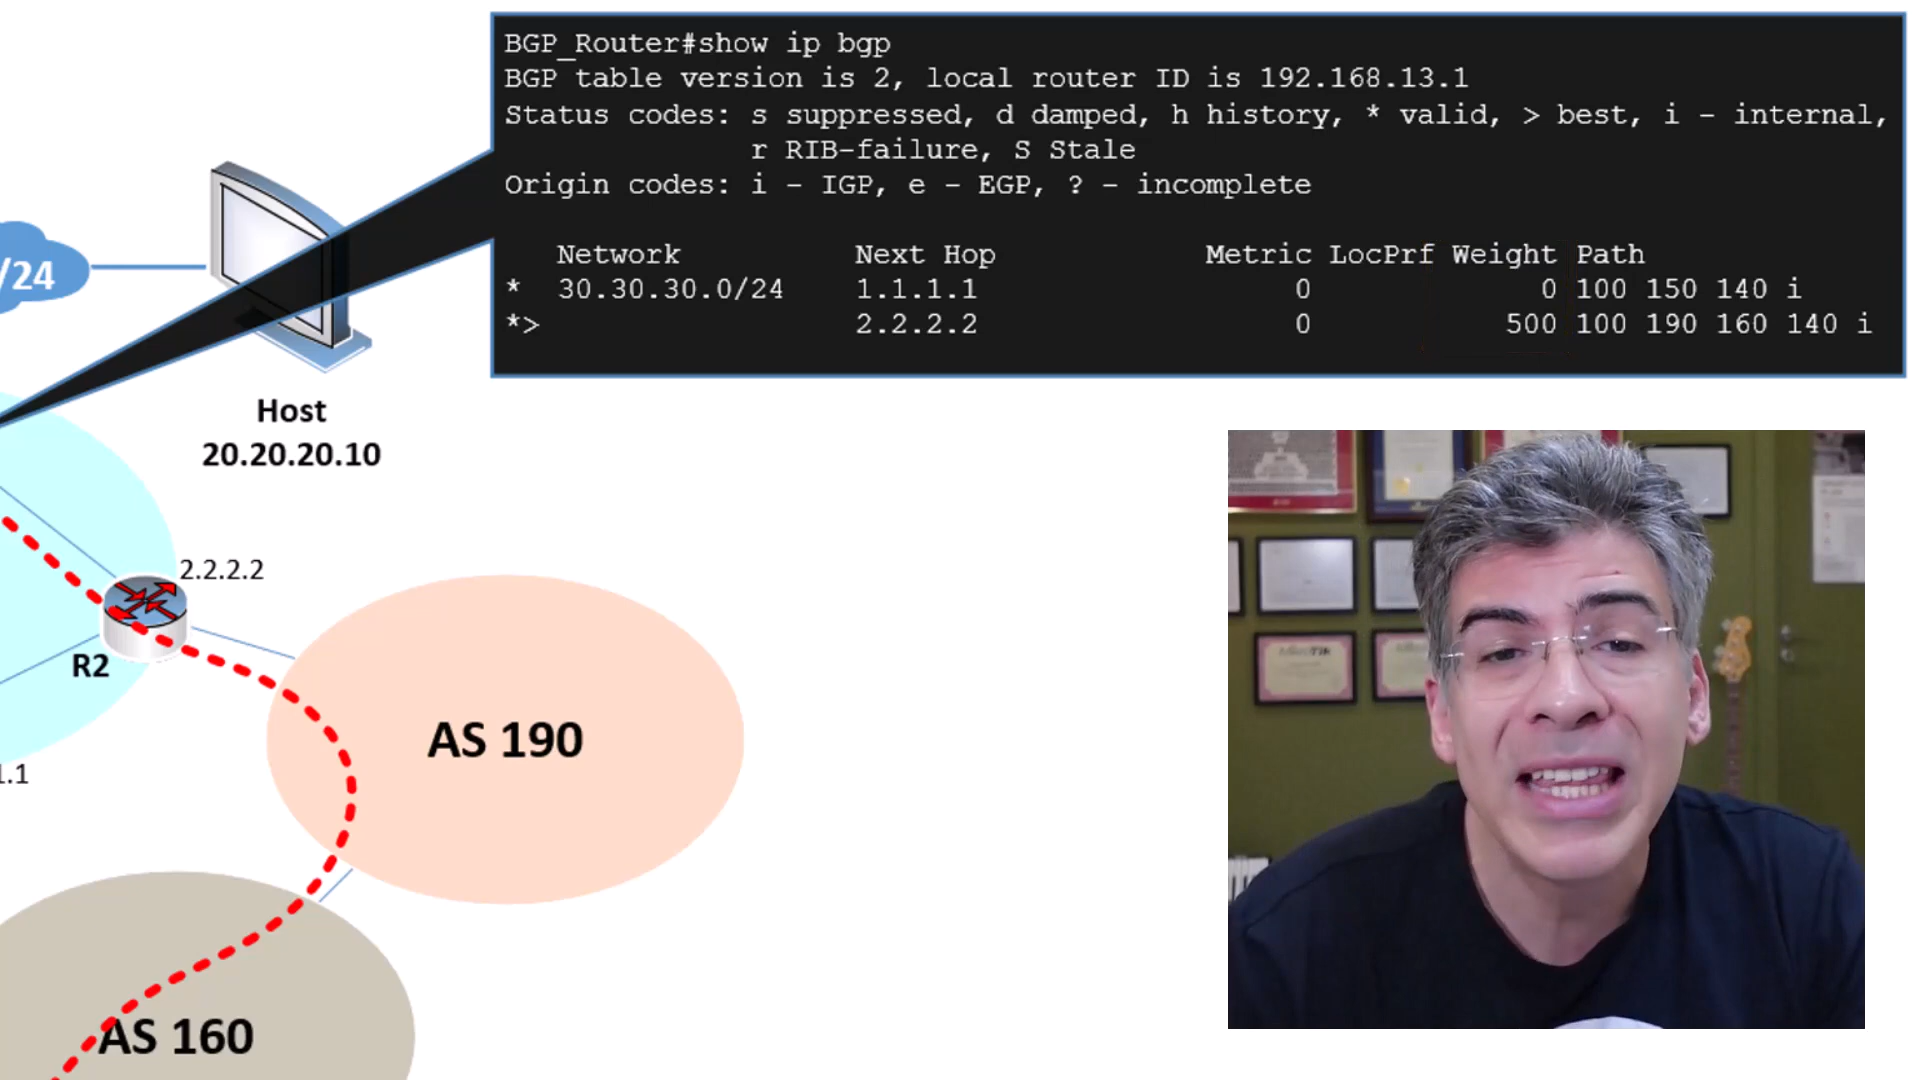 BGP_Router#show ip bgp
BGP table version is 2, local router ID is 192.168.13.1
Status codes: s suppressed, d damped, h history, * valid, > best, i - internal,
r RIB-failure, S Stale
Origin codes: i - IGP, e - EGP, ? - incomplete
Network Next Hop Metric LocPrf Weight Path
* 30.30.30.0/24 1.1.1.1 0 0 100 150 140 i
*> 2.2.2.2 0 500 100 190 160 140 i
/24
Host
20.20.20.10
2.2.2.2
R2
AS 190
.1
AS 160